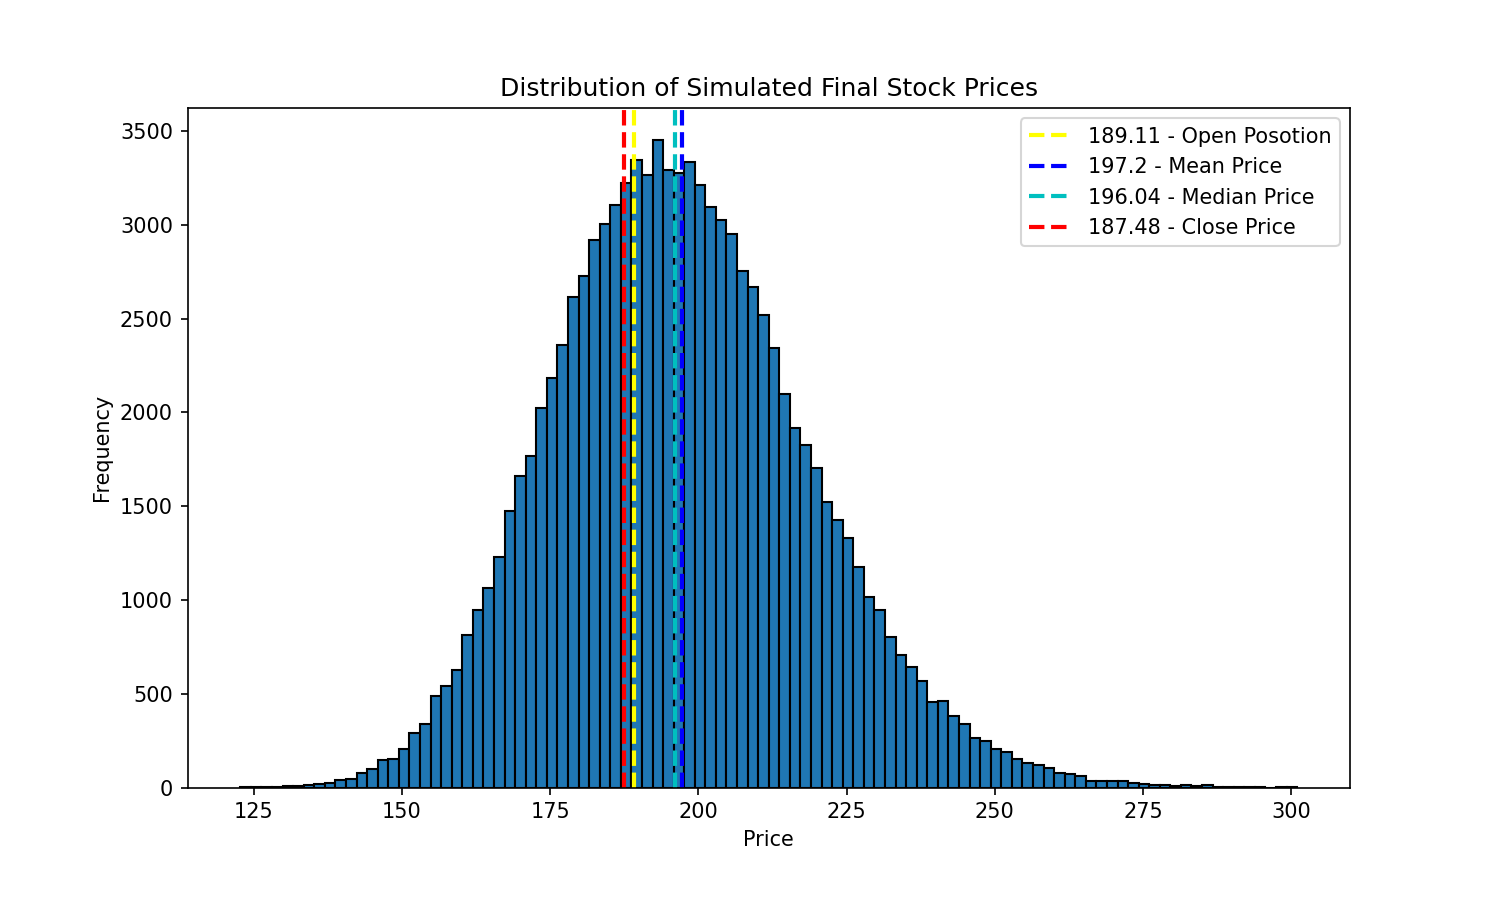 Distribution of Simulated Final Stock Prices
189.11 - Open Posotion
197.2 - Mean Price
196.04 - Median Price
187.48 - Close Price
Frequency
3500
3000
2500
2000
1500
1000
500
0
125 150 175 200 225 250 275 300
Price